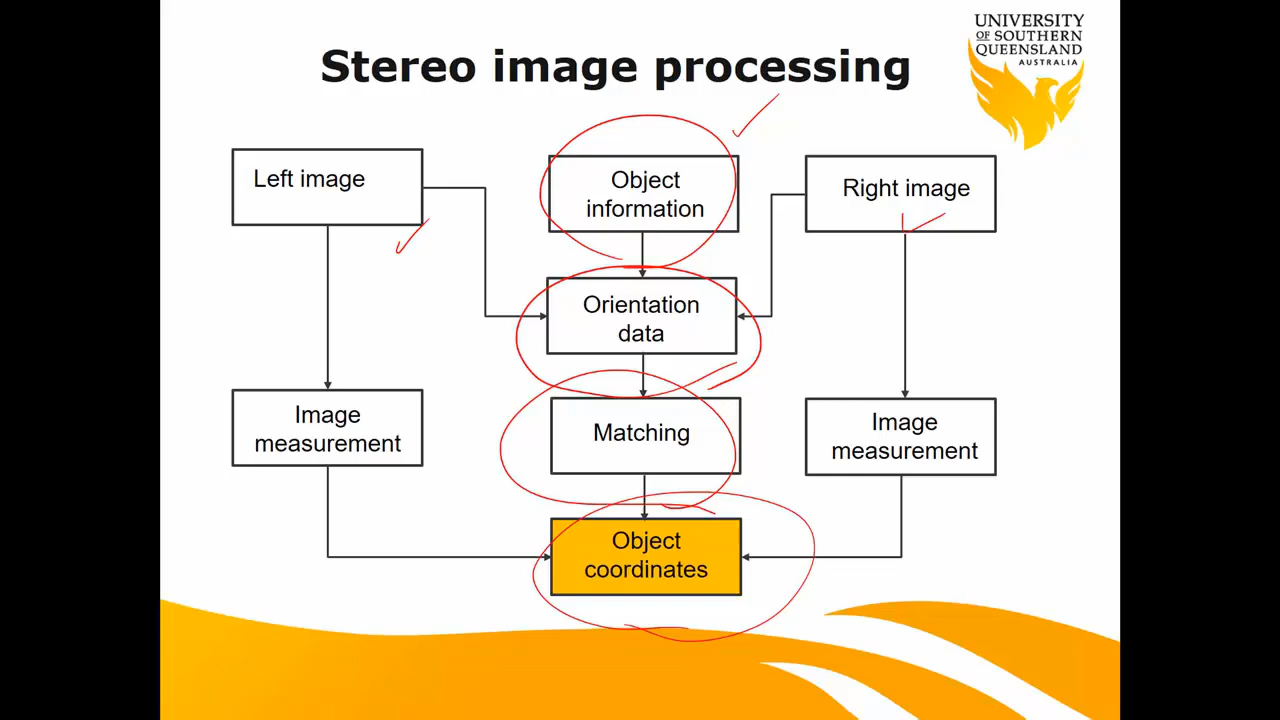 UNIVERSITY
OF SOUTHERN
QUEENSLAND
AUSTRALIA
Stereo image processing
Left image
Object
information
Right image
Orientation
data
Image
measurement
Matching
Image
measurement
Object
coordinates